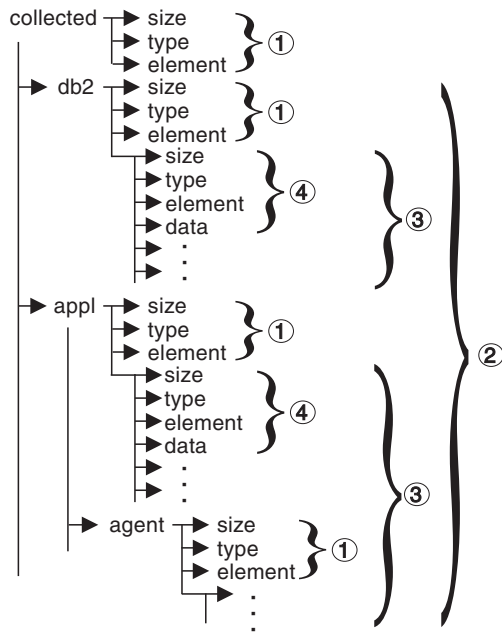 collected size
type ①
element
db2 size
type ①
element
size
type ④
element ③
data
②
appl size
type ①
element
size
type ④
element
data
③
agent size
type ①
element